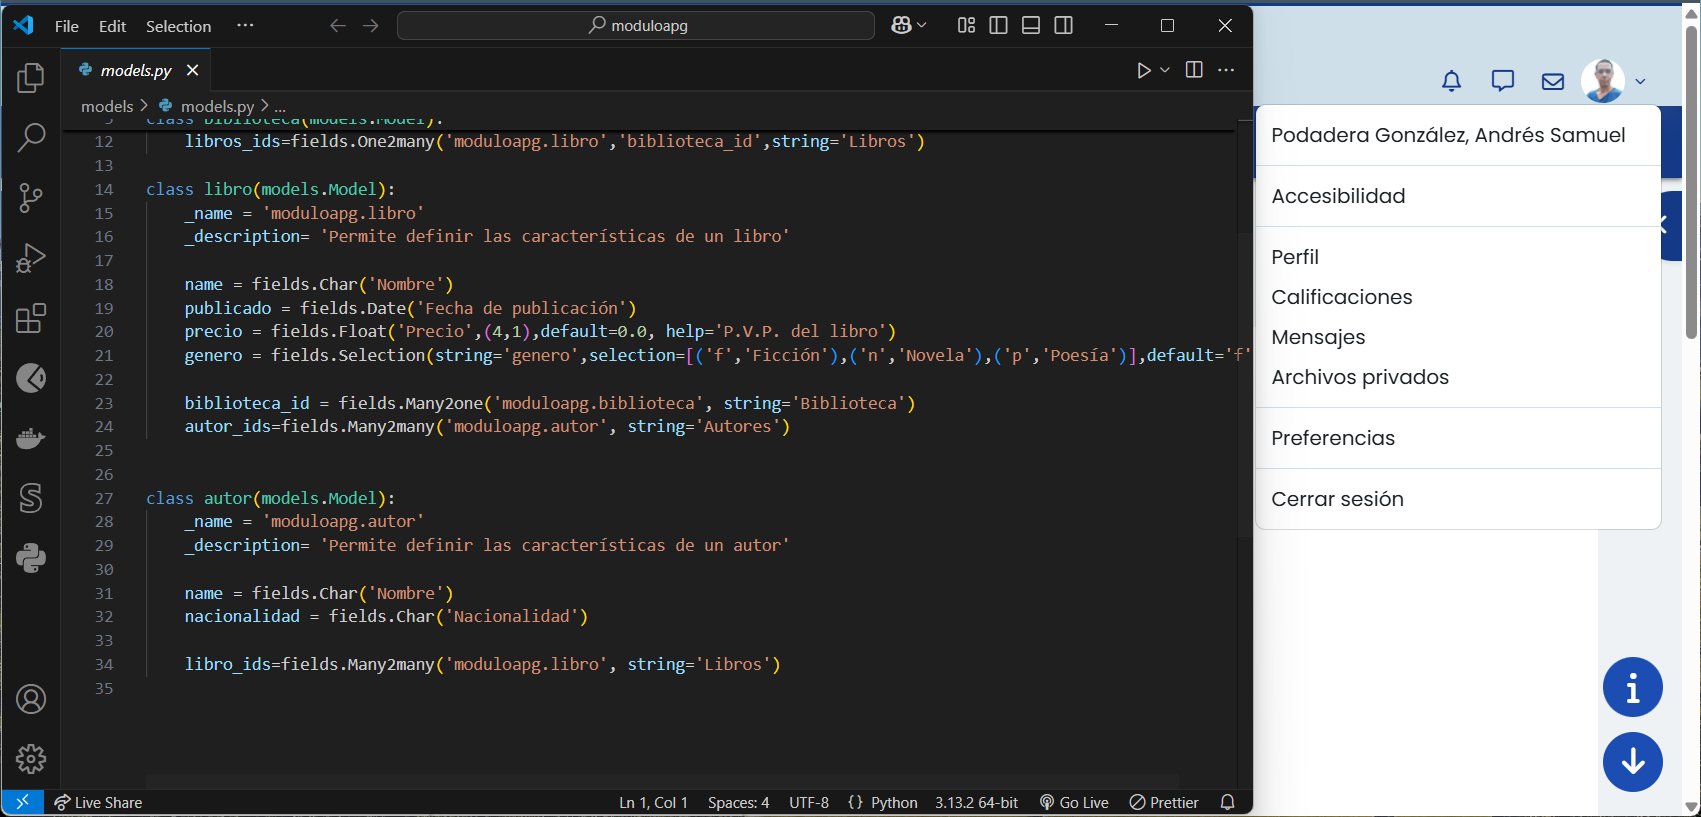 File Edit Selection ···
moduloapg
models.py
models > models.py > ...
class biblioteca(models.Model):
12 libros_ids=fields.One2many('moduloapg.libro','biblioteca_id',string='Libros')
13
14 class libro(models.Model):
15 _name = 'moduloapg.libro'
16 _description= 'Permite definir las características de un libro'
17
18 name = fields.Char('Nombre')
19 publicado = fields.Date('Fecha de publicación')
20 precio = fields.Float('Precio',(4,1),default=0.0, help='P.V.P. del libro')
21 genero = fields.Selection(string='genero',selection=[('f','Ficción'),('n','Novela'),('p','Poesía')],default='f'
22
23 biblioteca_id = fields.Many2one('moduloapg.biblioteca', string='Biblioteca')
24 autor_ids=fields.Many2many('moduloapg.autor', string='Autores')
25
26
27 class autor(models.Model):
28 _name = 'moduloapg.autor'
29 _description= 'Permite definir las características de un autor'
30
31 name = fields.Char('Nombre')
32 nacionalidad = fields.Char('Nacionalidad')
33
34 libro_ids=fields.Many2many('moduloapg.libro', string='Libros')
35
Live Share
Ln 1, Col 1 Spaces: 4 UTF-8 {} Python 3.13.2 64-bit Go Live Prettier
Podadera González, Andrés Samuel
Accesibilidad
Perfil
Calificaciones
Mensajes
Archivos privados
Preferencias
Cerrar sesión